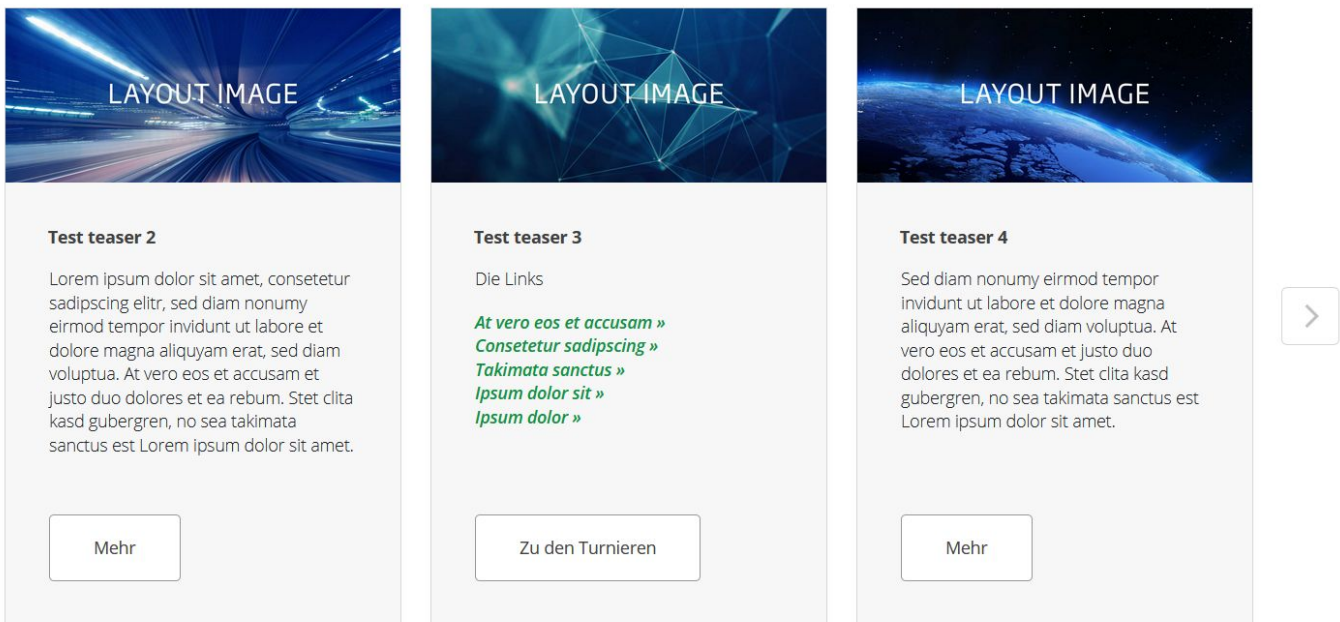 LAYOUT IMAGE
Test teaser 2
Lorem ipsum dolor sit amet, consetetur
sadipscing elitr, sed diam nonumy
eirmod tempor invidunt ut labore et
dolore magna aliquyam erat, sed diam
voluptua. At vero eos et accusam et
justo duo dolores et ea rebum. Stet clita
kasd gubergren, no sea takimata
sanctus est Lorem ipsum dolor sit amet.
Mehr
LAYOUT IMAGE
Test teaser 3
Die Links
At vero eos et accusam »
Consetetur sadipscing »
Takimata sanctus »
Ipsum dolor sit »
Ipsum dolor »
Zu den Turnieren
LAYOUT IMAGE
Test teaser 4
Sed diam nonumy eirmod tempor
invidunt ut labore et dolore magna
aliquyam erat, sed diam voluptua. At
vero eos et accusam et justo duo
dolores et ea rebum. Stet clita kasd
gubergren, no sea takimata sanctus est
Lorem ipsum dolor sit amet.
Mehr